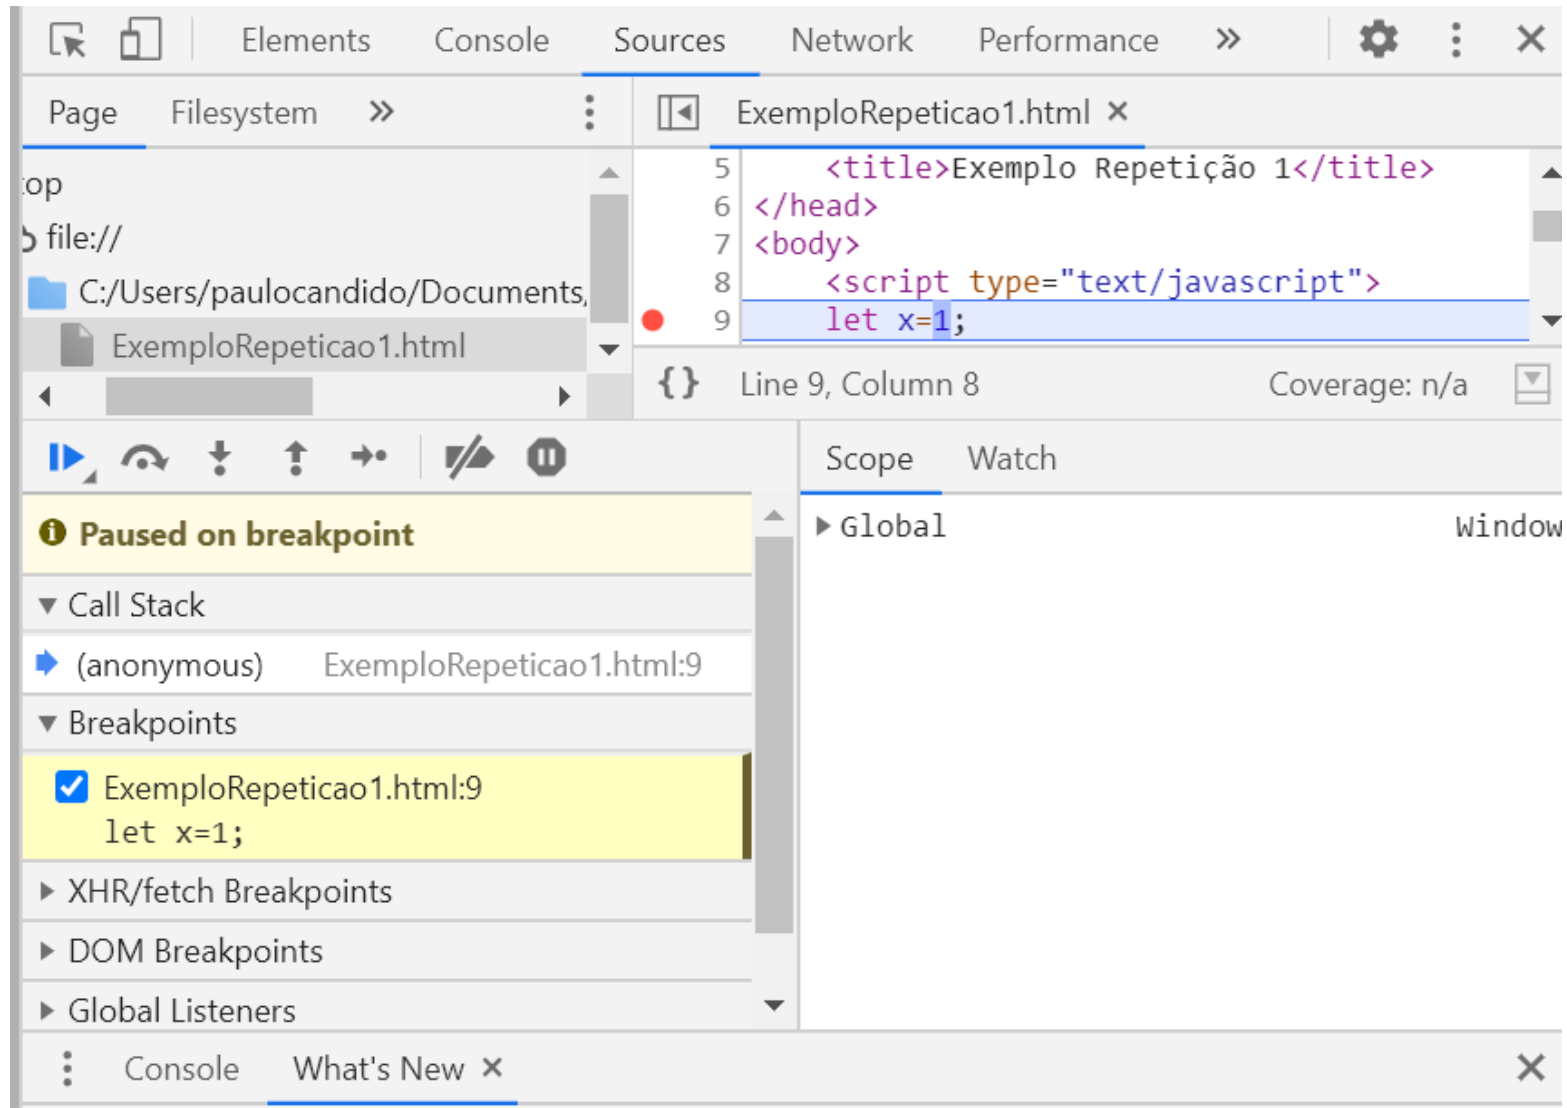 Elements Console Sources Network Performance »
Page Filesystem »
ExemploRepeticao1.html ×
top
file://
C:/Users/paulocandido/Documents/
ExemploRepeticao1.html
5 <title>Exemplo Repetição 1</title>
6 </head>
7 <body>
8 <script type="text/javascript">
9 let x=1;
{} Line 9, Column 8 Coverage: n/a
Paused on breakpoint
Call Stack
(anonymous) ExemploRepeticao1.html:9
Breakpoints
ExemploRepeticao1.html:9
let x=1;
XHR/fetch Breakpoints
DOM Breakpoints
Global Listeners
Scope Watch
Global Window
Console What's New ×